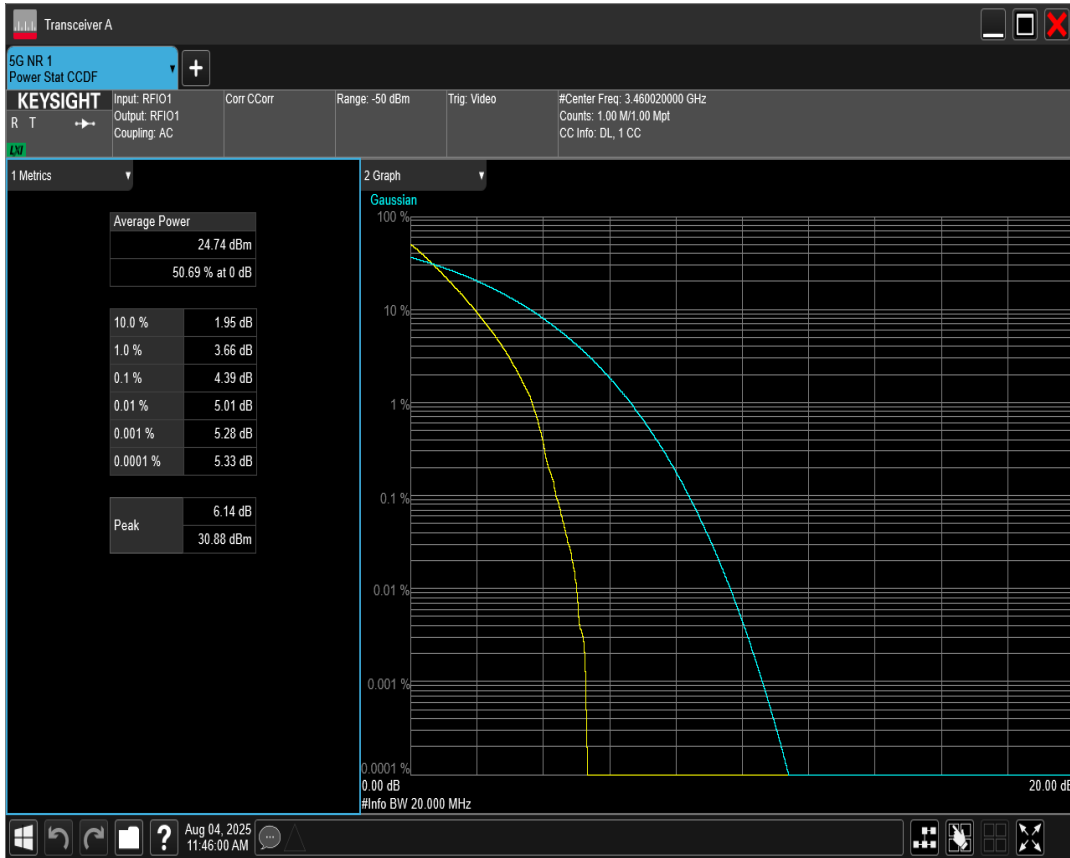 Transceiver A
5G NR 1
Power Stat CCDF
KEYSIGHT
R T
LXI
Input: RFIO1
Output: RFIO1
Coupling: AC
Corr CCorr
Range: -50 dBm
Trig: Video
#Center Freq: 3.460020000 GHz
Counts: 1.00 M/1.00 Mpt
CC Info: DL, 1 CC
1 Metrics
Average Power
24.74 dBm
50.69 % at 0 dB
10.0 % 1.95 dB
1.0 % 3.66 dB
0.1 % 4.39 dB
0.01 % 5.01 dB
0.001 % 5.28 dB
0.0001 % 5.33 dB
Peak
6.14 dB
30.88 dBm
2 Graph
Gaussian
100 %
10 %
1 %
0.1 %
0.01 %
0.001 %
0.0001 %
0.00 dB 20.00 dB
#Info BW 20.000 MHz
?
Aug 04, 2025
11:46:00 AM